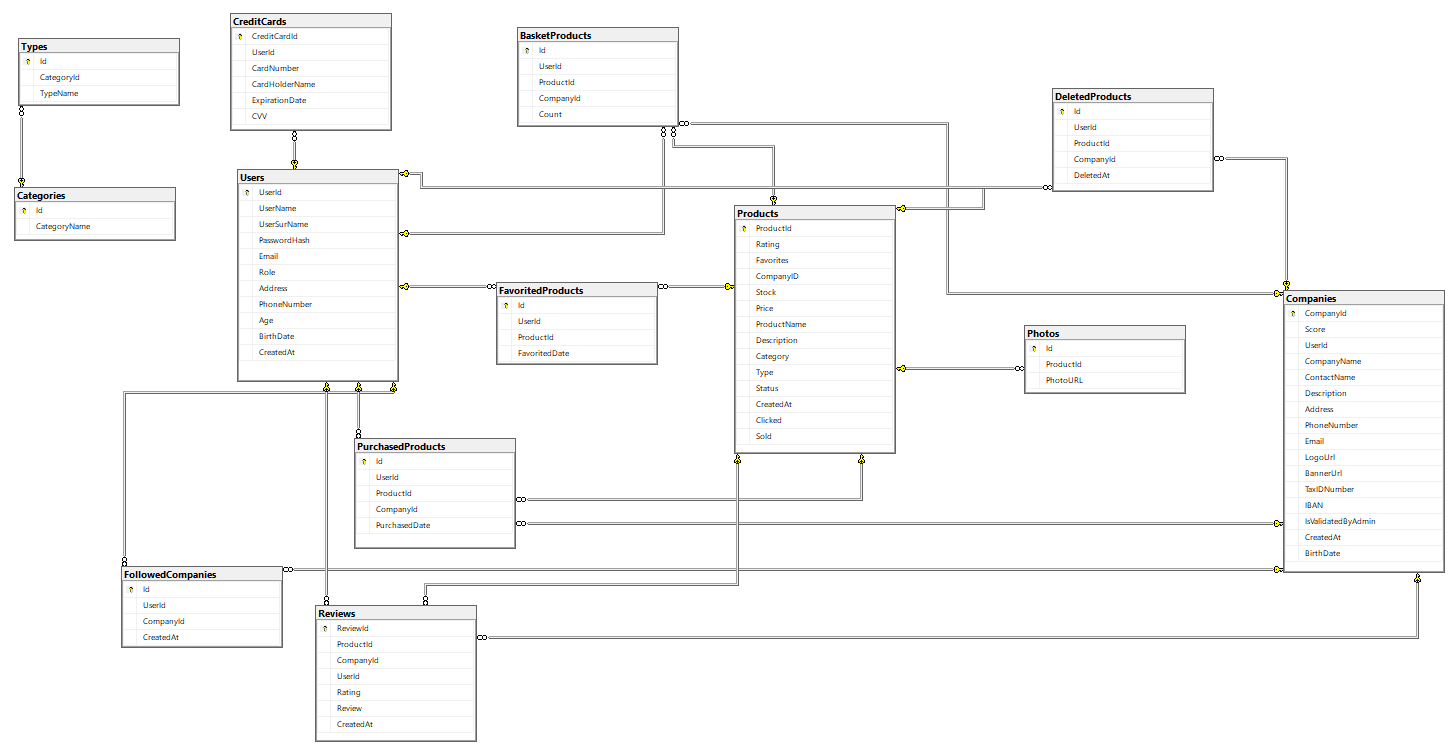 Types
Id
CategoryId
TypeName
Categories
Id
CategoryName
CreditCards
CreditCardId
UserId
CardNumber
CardHolderName
ExpirationDate
CVV
Users
UserId
UserName
UserSurName
PasswordHash
Email
Role
Address
PhoneNumber
Age
BirthDate
CreatedAt
BasketProducts
Id
UserId
ProductId
CompanyId
Count
FavoritedProducts
Id
UserId
ProductId
FavoritedDate
Products
ProductId
Rating
Favorites
CompanyID
Stock
Price
ProductName
Description
Category
Type
Status
CreatedAt
Clicked
Sold
DeletedProducts
Id
UserId
ProductId
CompanyId
DeletedAt
Photos
Id
ProductId
PhotoURL
Companies
CompanyId
Score
UserId
CompanyName
ContactName
Description
Address
PhoneNumber
Email
LogoUrl
BannerUrl
TaxIDNumber
IBAN
IsValidatedByAdmin
CreatedAt
BirthDate
PurchasedProducts
Id
UserId
ProductId
CompanyId
PurchasedDate
FollowedCompanies
Id
UserId
CompanyId
CreatedAt
Reviews
ReviewId
ProductId
CompanyId
UserId
Rating
Review
CreatedAt